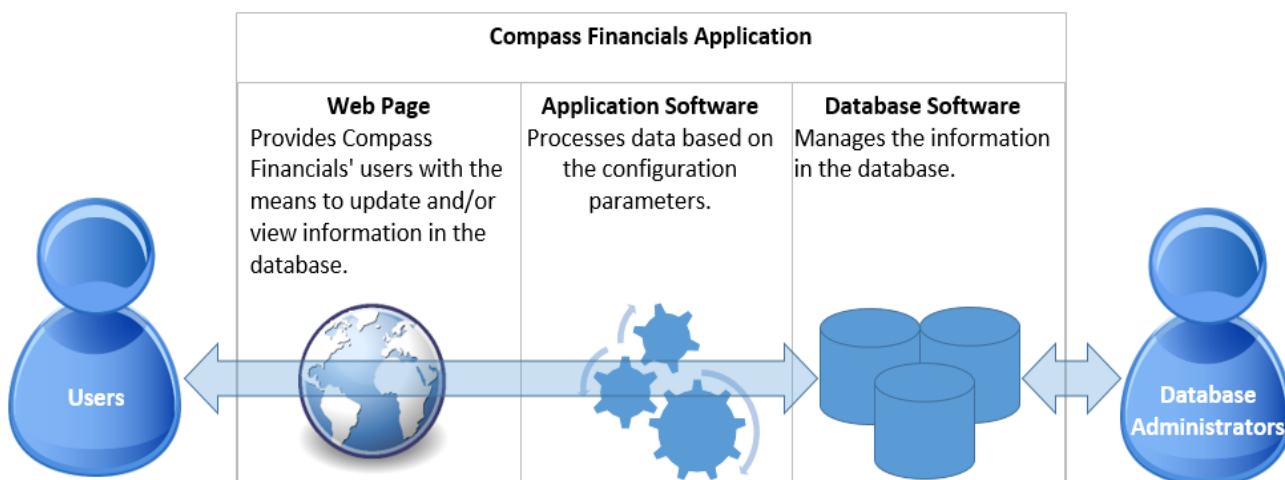 Compass Financials Application
Web Page
Provides Compass
Financials' users with the
means to update and/or
view information in the
database.
Application Software
Processes data based on
the configuration
parameters.
Database Software
Manages the information
in the database.
Users
Database
Administrators